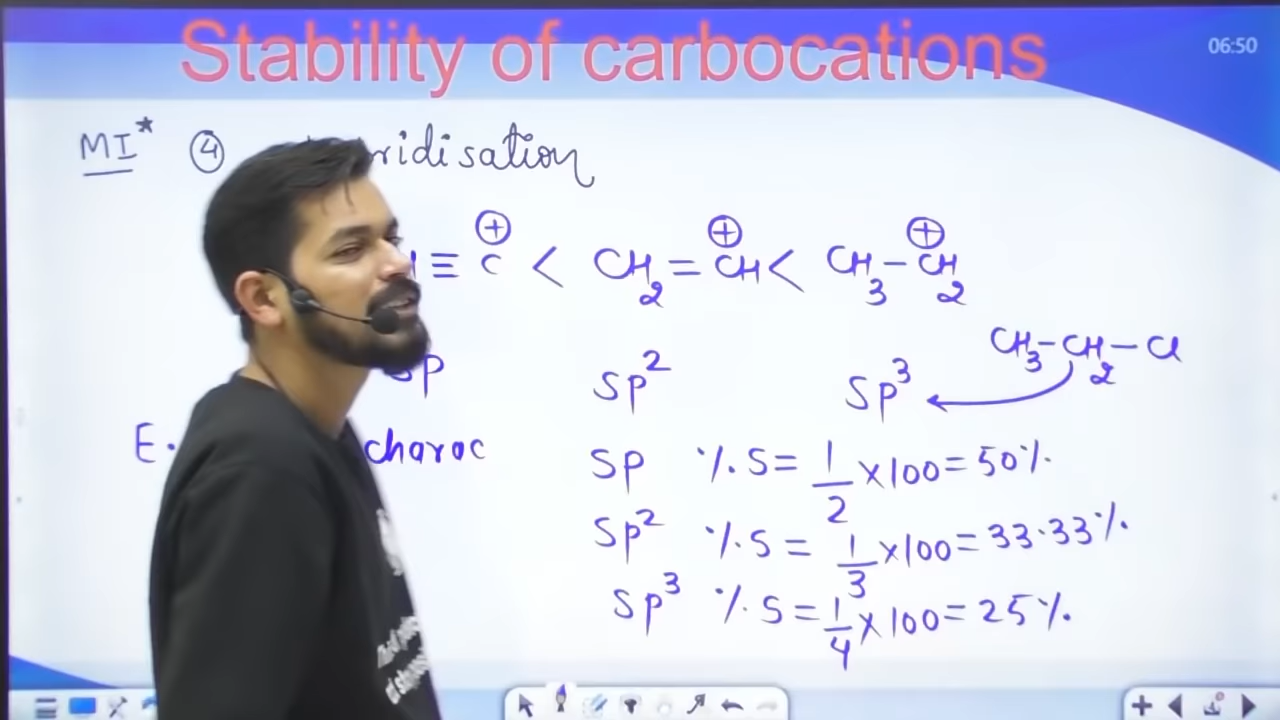 Stability of carbocations
06:50
MI* ④ ridisation
≡ C⊕ < CH₂ = C⊕H < CH₃ – C⊕H₂
CH₃–CH₂–Cl
Sp Sp² Sp³
E. charac
SP %.S = 1/2 × 100 = 50%.
SP² %.S = 1/3 × 100 = 33.33%.
SP³ %.S = 1/4 × 100 = 25%.